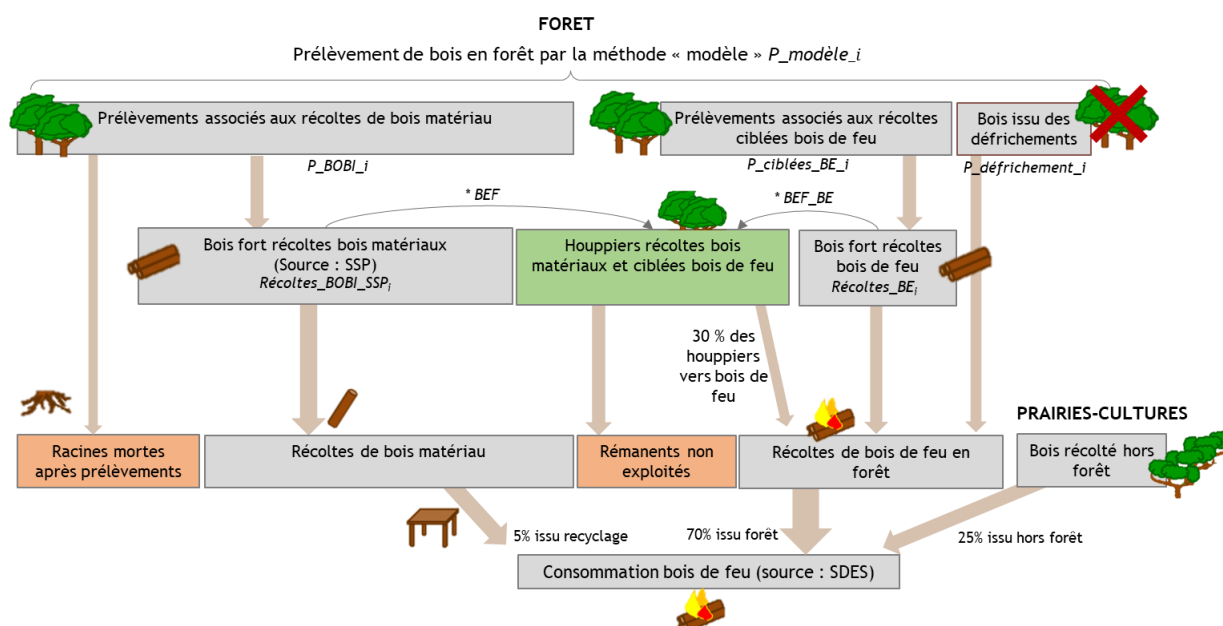 FORET
Prélèvement de bois en forêt par la méthode « modèle » P_modèle_i
Prélèvements associés aux récoltes de bois matériau
Prélèvements associés aux récoltes
ciblées bois de feu
Bois issu des
défrichements
P_BOBI_i
P_ciblées_BE_i
P_défrichement_i
* BEF
* BEF_BE
Bois fort récoltes bois matériaux
(Source : SSP)
Récoltes_BOBI_SSPi
Houppiers récoltes bois
matériaux et ciblées bois de feu
Bois fort récoltes
bois de feu
Récoltes_BEi
30 % des
houppiers
vers bois de
feu
PRAIRIES-CULTURES
Racines mortes
après prélèvements
Récoltes de bois matériau
Rémanents non
exploités
Récoltes de bois de feu en
forêt
Bois récolté hors
forêt
5% issu recyclage
70% issu forêt
25% issu hors forêt
Consommation bois de feu (source : SDES)